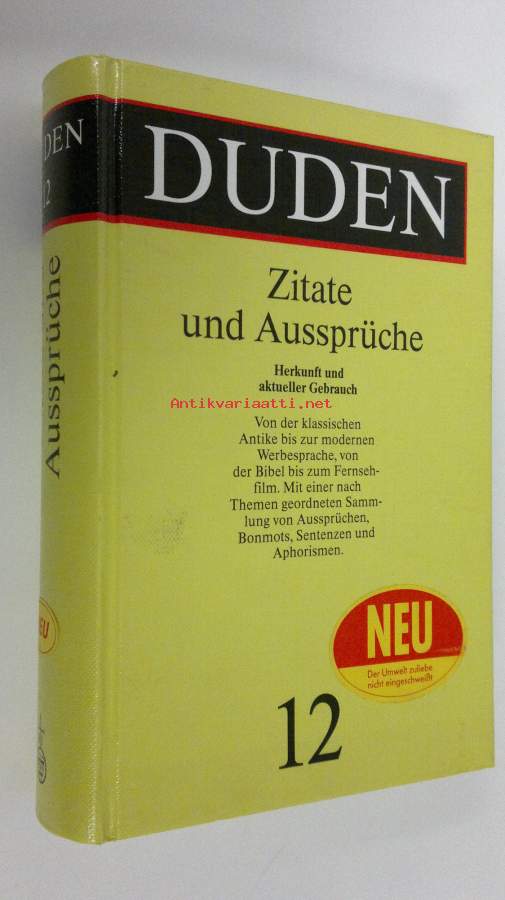 DEN
12
Aussprüche
DUDEN
Zitate
und Aussprüche
Herkunft und
aktueller Gebrauch
Antikvariaatti.net
Von der klassischen
Antike bis zur modernen
Werbesprache, von
der Bibel bis zum Fernseh-
film. Mit einer nach
Themen geordneten Samm-
lung von Aussprüchen,
Bonmots, Sentenzen und
Aphorismen.
NEU
Der Umwelt zuliebe
nicht eingeschweißt
12